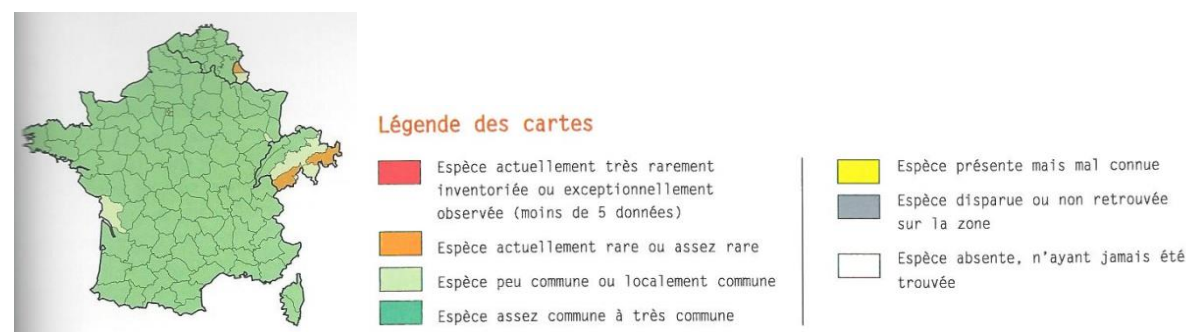 Légende des cartes
Espèce actuellement très rarement
inventoriée ou exceptionnellement
observée (moins de 5 données)
Espèce actuellement rare ou assez rare
Espèce peu commune ou localement commune
Espèce assez commune à très commune
Espèce présente mais mal connue
Espèce disparue ou non retrouvée
sur la zone
Espèce absente, n'ayant jamais été
trouvée